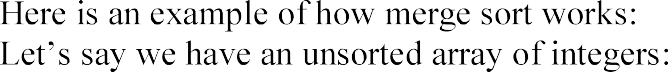 Here is an example of how merge sort works:
Let’s say we have an unsorted array of integers: